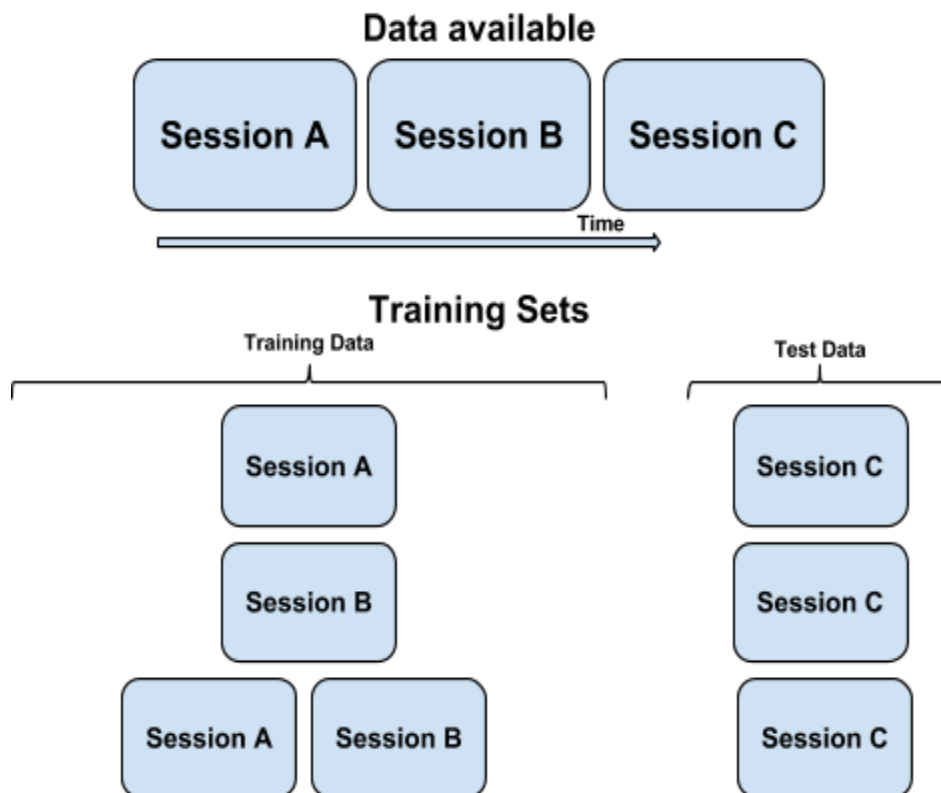 Data available
Session A Session B Session C
Time
Training Sets
Training Data Test Data
Session A Session C
Session B Session C
Session A Session B Session C